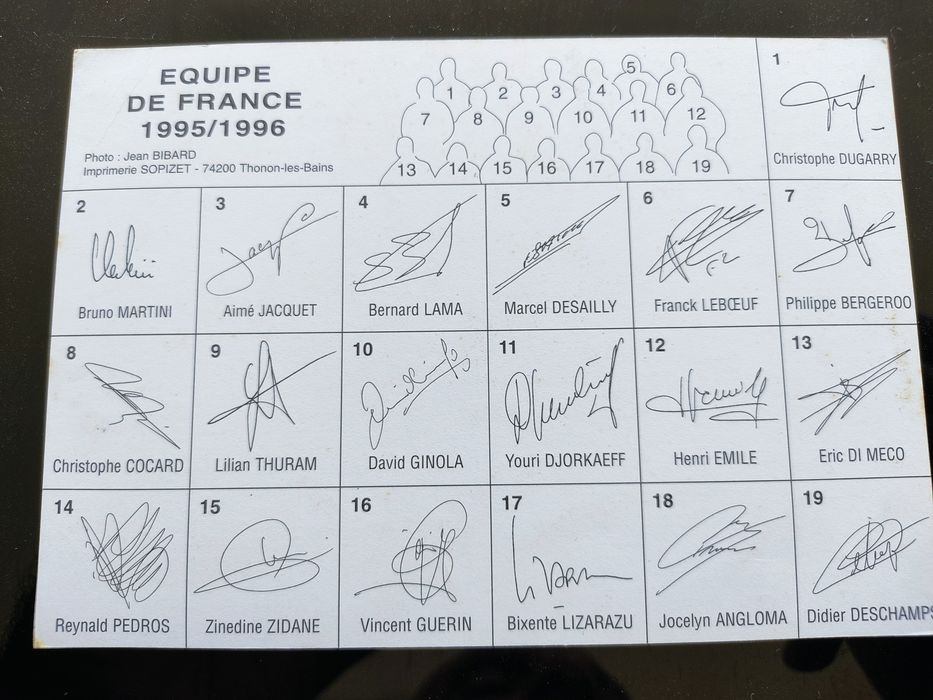 EQUIPE
DE FRANCE
1995/1996
Photo : Jean BIBARD
Imprimerie SOPIZET - 74200 Thonon-les-Bains
1 2 3 4 5 6
7 8 9 10 11 12
13 14 15 16 17 18 19
1
Christophe DUGARRY
2 3 4 5 6 7
Bruno MARTINI Aimé JACQUET Bernard LAMA Marcel DESAILLY Franck LEBŒUF Philippe BERGEROO
8 9 10 11 12 13
Christophe COCARD Lilian THURAM David GINOLA Youri DJORKAEFF Henri EMILE Eric DI MECO
14 15 16 17 18 19
Reynald PEDROS Zinedine ZIDANE Vincent GUERIN Bixente LIZARAZU Jocelyn ANGLOMA Didier DESCHAMPS